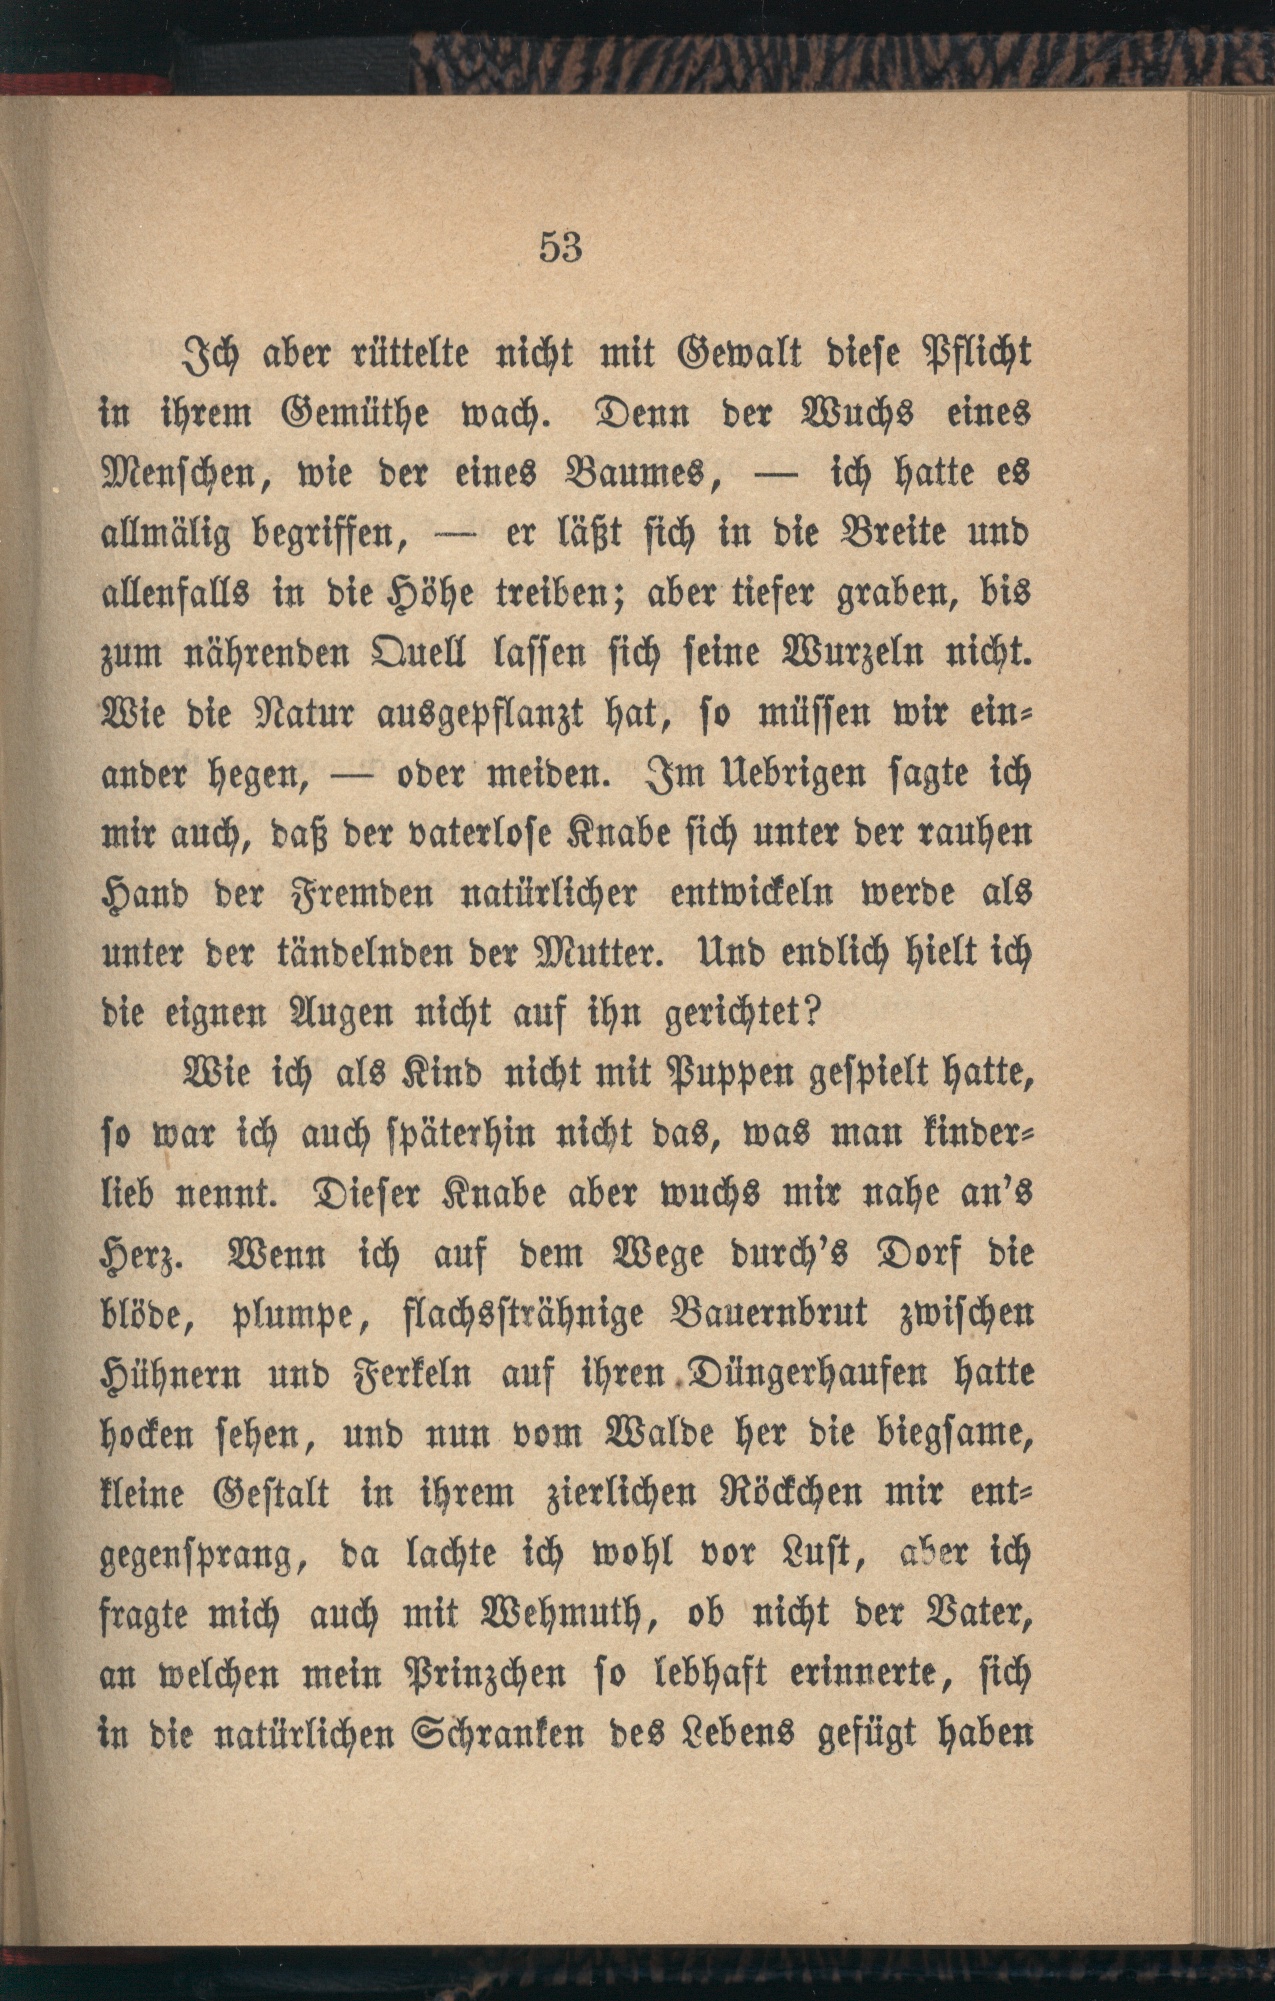 53
Ich aber rüttelte nicht mit Gewalt diese Pflicht
in ihrem Gemüthe wach. Denn der Wuchs eines
Menschen, wie der eines Baumes, — ich hatte es
allmälig begriffen, — er läßt sich in die Breite und
allenfalls in die Höhe treiben; aber tiefer graben, bis
zum nährenden Quell lassen sich seine Wurzeln nicht.
Wie die Natur ausgepflanzt hat, so müssen wir ein-
ander hegen, — oder meiden. Im Uebrigen sagte ich
mir auch, daß der vaterlose Knabe sich unter der rauhen
Hand der Fremden natürlicher entwickeln werde als
unter der tändelnden der Mutter. Und endlich hielt ich
die eignen Augen nicht auf ihn gerichtet?
Wie ich als Kind nicht mit Puppen gespielt hatte,
so war ich auch späterhin nicht das, was man kinder-
lieb nennt. Dieser Knabe aber wuchs mir nahe an's
Herz. Wenn ich auf dem Wege durch's Dorf die
blöde, plumpe, flachssträhnige Bauernbrut zwischen
Hühnern und Ferkeln auf ihren Düngerhaufen hatte
hocken sehen, und nun vom Walde her die biegsame,
kleine Gestalt in ihrem zierlichen Röckchen mir ent-
gegensprang, da lachte ich wohl vor Lust, aber ich
fragte mich auch mit Wehmuth, ob nicht der Vater,
an welchen mein Prinzchen so lebhaft erinnerte, sich
in die natürlichen Schranken des Lebens gefügt haben